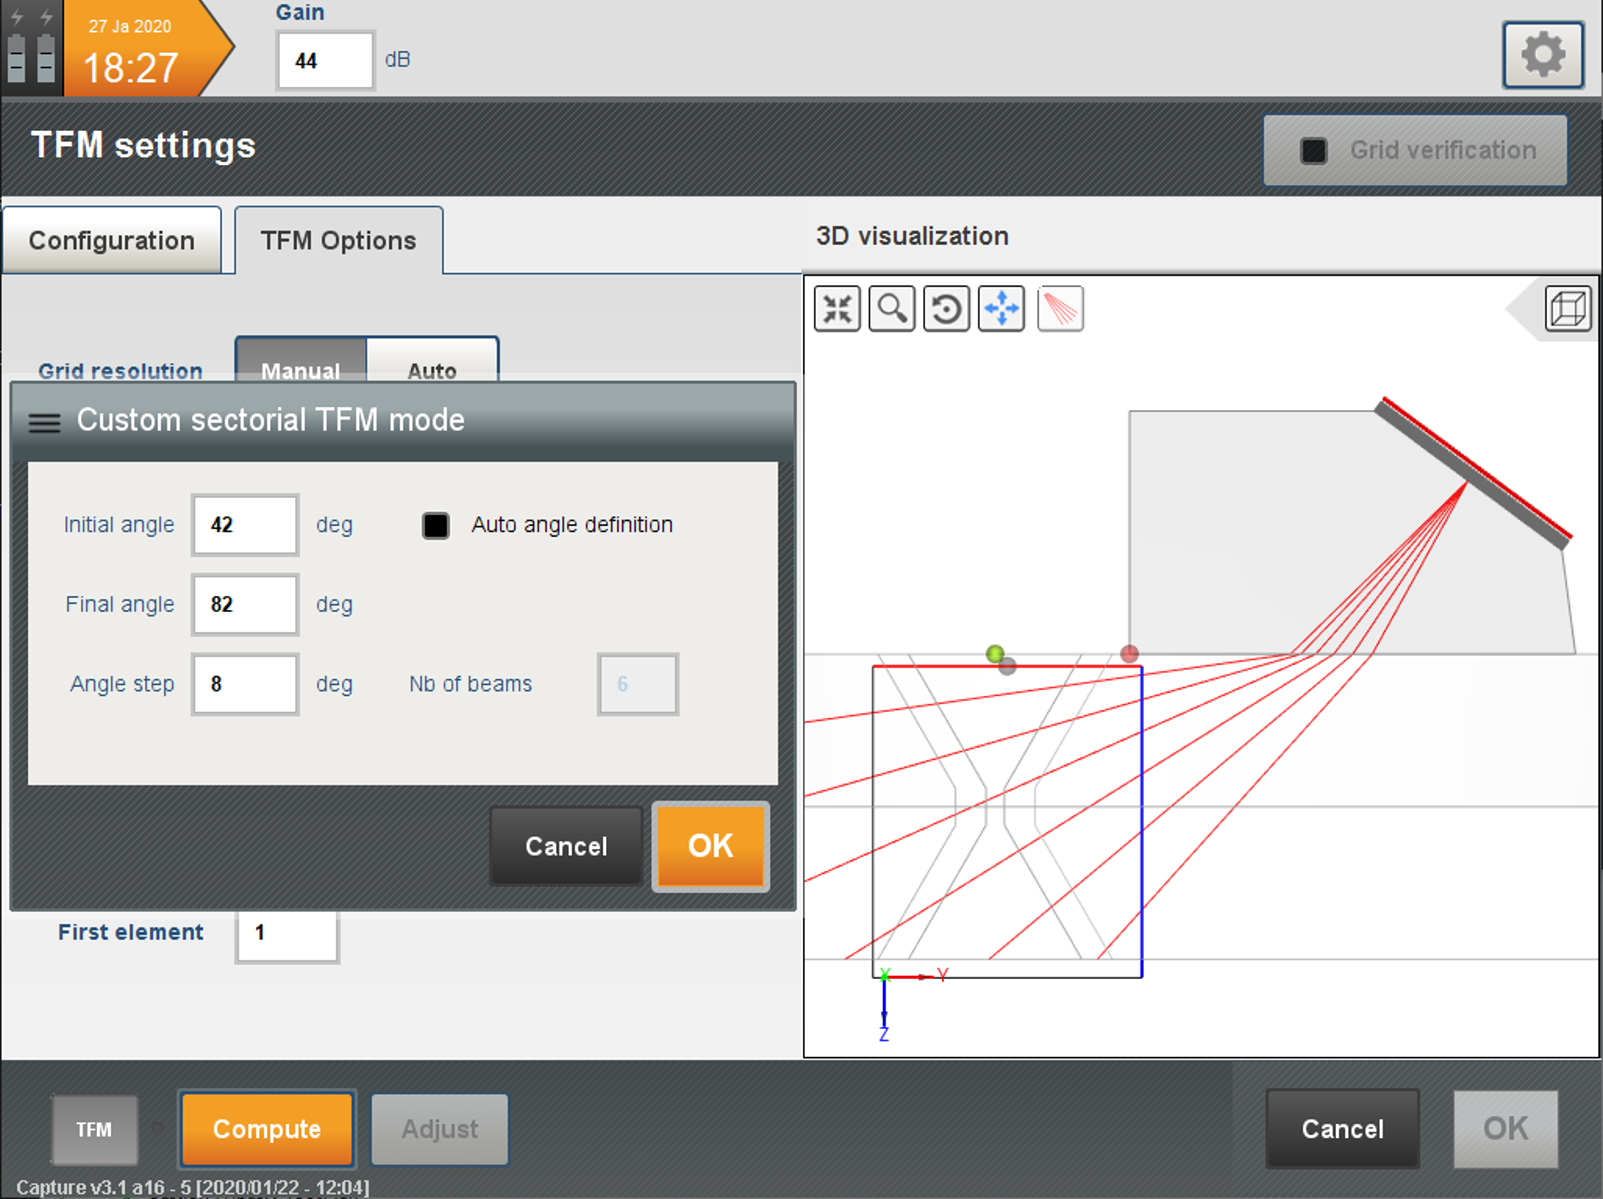 27 Ja 2020
18:27
Gain
44 dB
TFM settings
Grid verification
Configuration
TFM Options
3D visualization
Grid resolution
Manual
Auto
Custom sectorial TFM mode
Initial angle 42 deg
Auto angle definition
Final angle 82 deg
Angle step 8 deg
Nb of beams 6
Cancel
OK
First element 1
X
Y
Z
TFM
Compute
Adjust
Cancel
OK
Capture v3.1 a16 - 5 [2020/01/22 - 12:04]